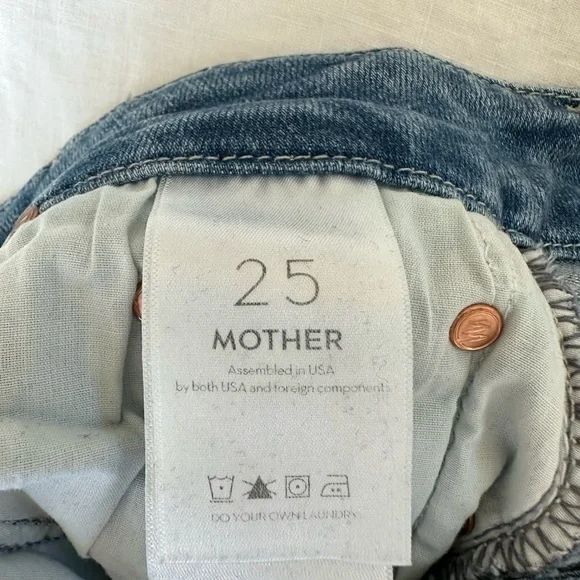 25
MOTHER
Assembled in USA
by both USA and foreign components
DO YOUR OWN LAUNDRY